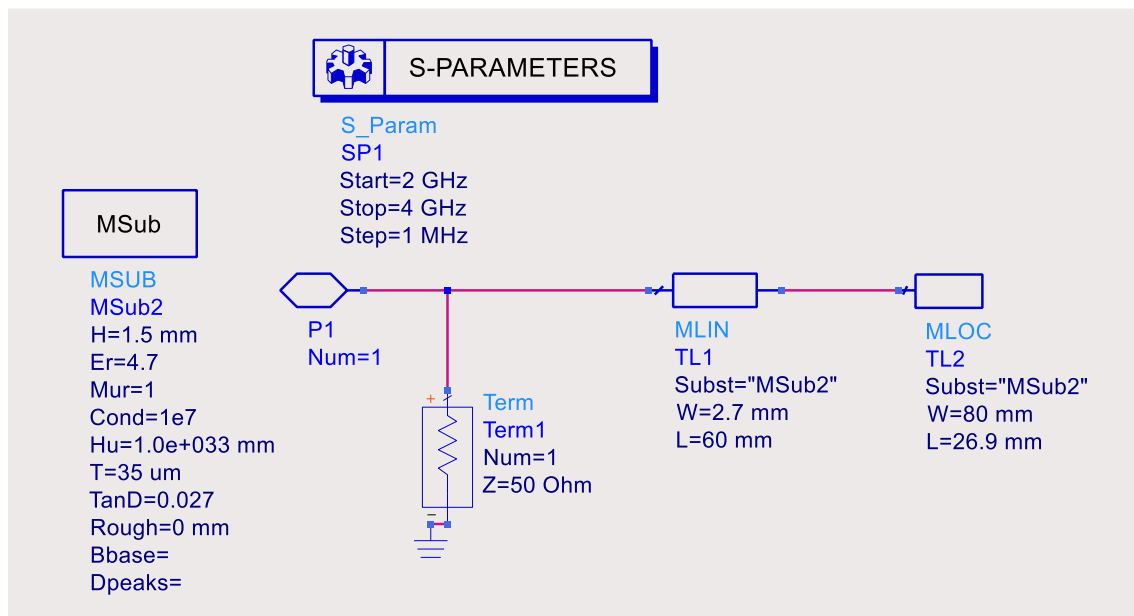 S-PARAMETERS
S_Param
SP1
Start=2 GHz
Stop=4 GHz
Step=1 MHz
MSub
MSUB
MSub2
H=1.5 mm
Er=4.7
Mur=1
Cond=1e7
Hu=1.0e+033 mm
T=35 um
TanD=0.027
Rough=0 mm
Bbase=
Dpeaks=
P1
Num=1
+
−
Term
Term1
Num=1
Z=50 Ohm
MLIN
TL1
Subst="MSub2"
W=2.7 mm
L=60 mm
MLOC
TL2
Subst="MSub2"
W=80 mm
L=26.9 mm